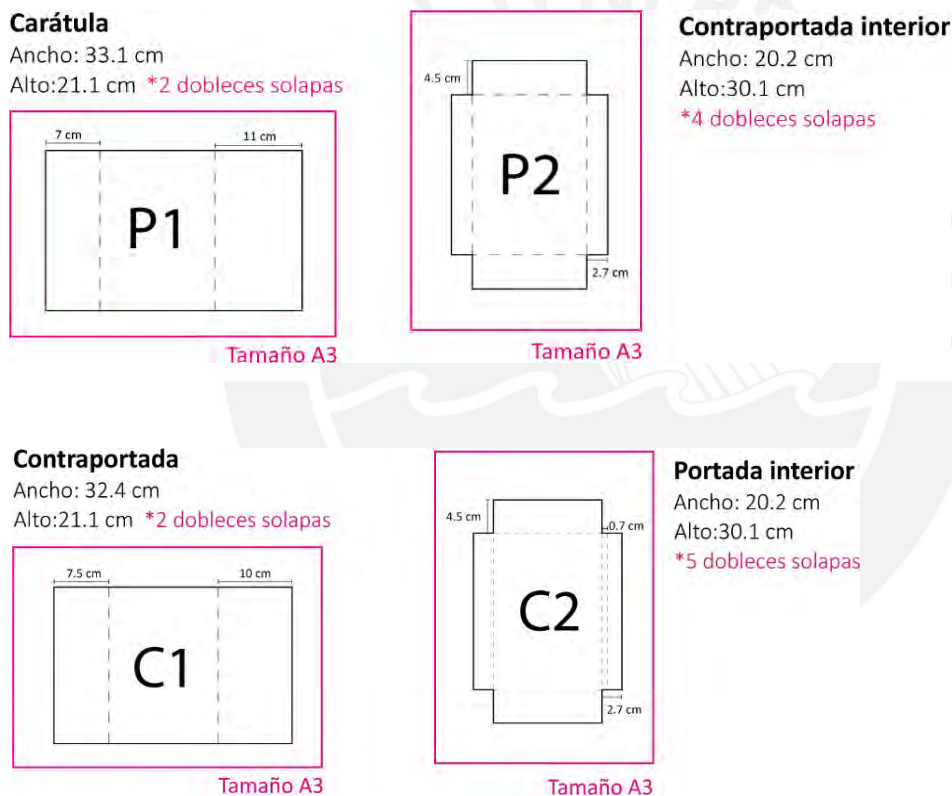 Carátula
Ancho: 33.1 cm
Alto:21.1 cm *2 dobleces solapas
7 cm
11 cm
P1
Tamaño A3
Contraportada interior
Ancho: 20.2 cm
Alto:30.1 cm
*4 dobleces solapas
4.5 cm
P2
2.7 cm
Tamaño A3
Contraportada
Ancho: 32.4 cm
Alto:21.1 cm *2 dobleces solapas
7.5 cm
10 cm
C1
Tamaño A3
Portada interior
Ancho: 20.2 cm
Alto:30.1 cm
*5 dobleces solapas
4.5 cm
0.7 cm
C2
2.7 cm
Tamaño A3